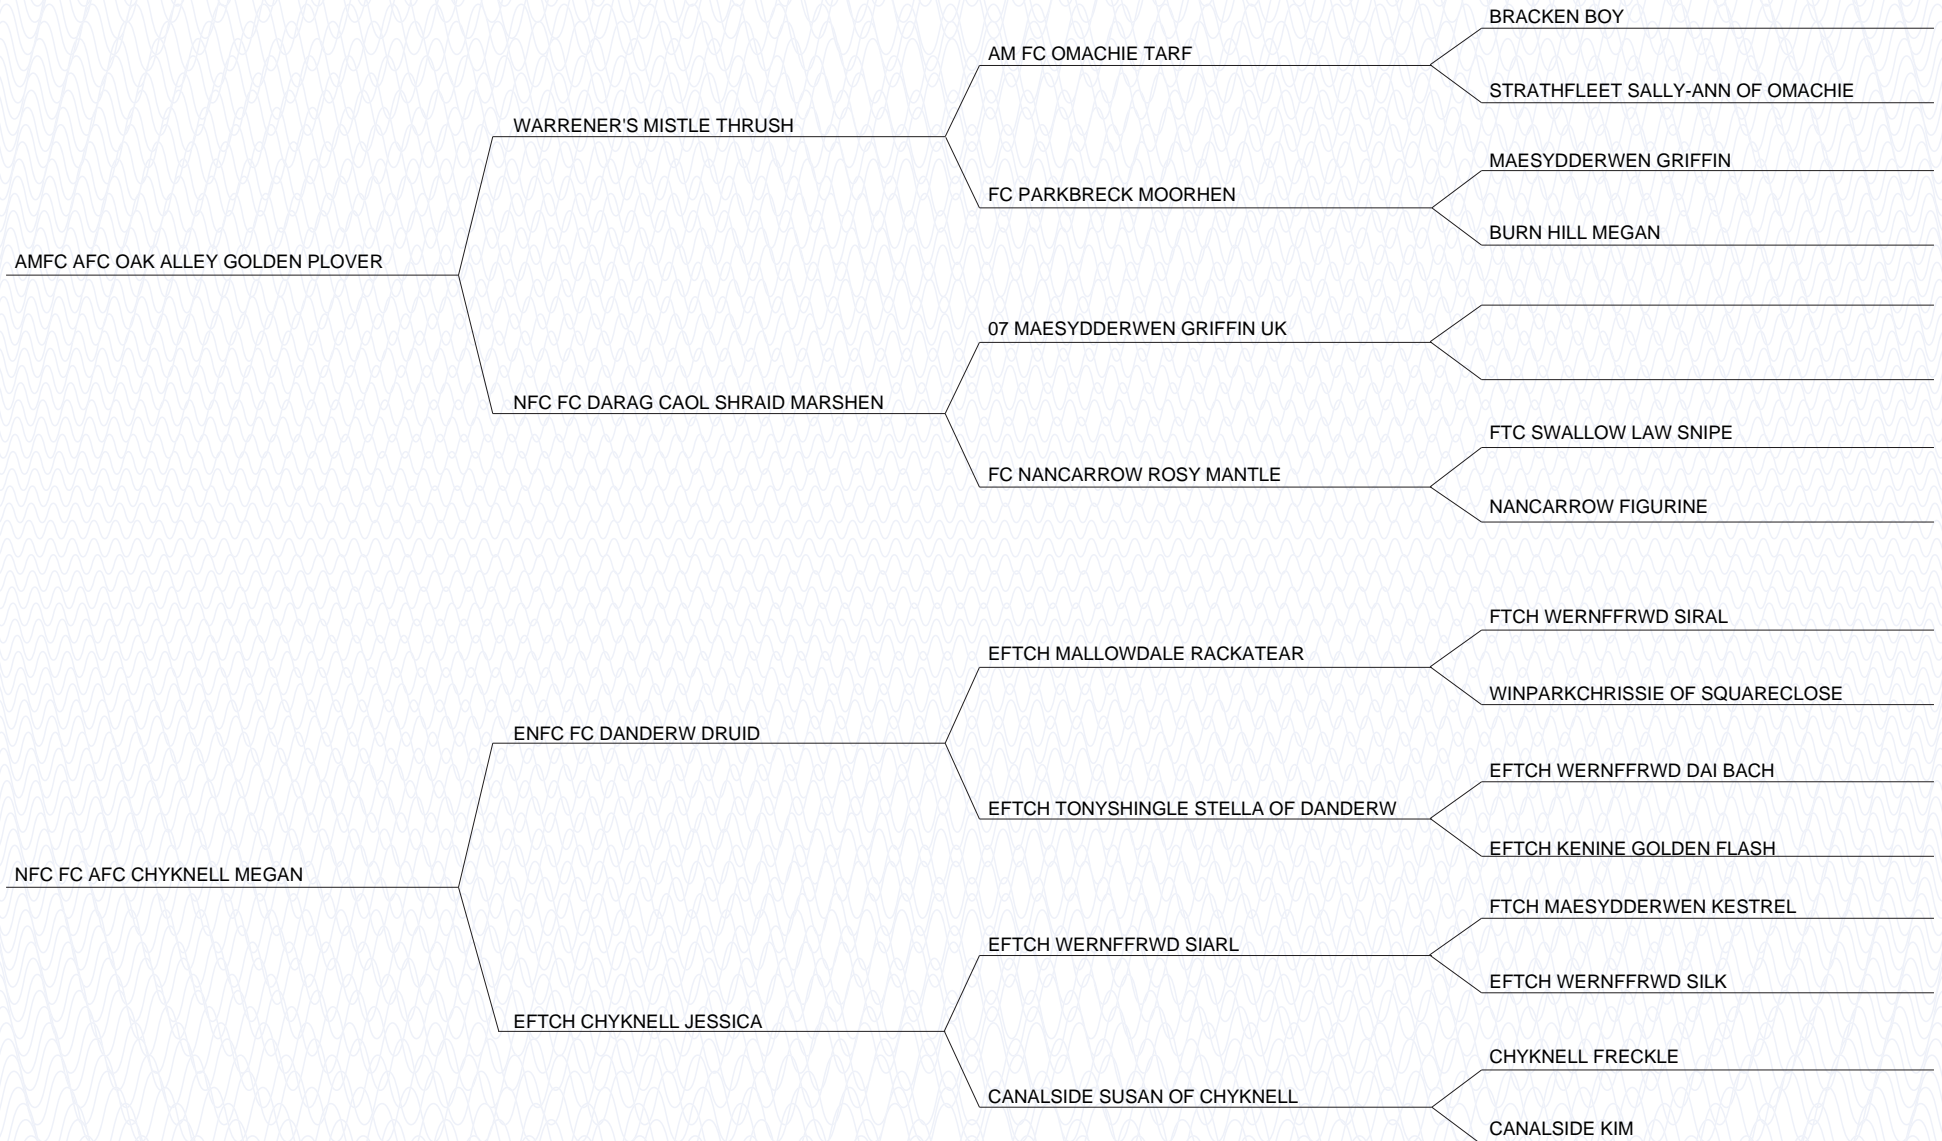 BRACKEN BOY
AM FC OMACHIE TARF
STRATHFLEET SALLY-ANN OF OMACHIE
WARRENER'S MISTLE THRUSH
MAESYDDERWEN GRIFFIN
FC PARKBRECK MOORHEN
BURN HILL MEGAN
AMFC AFC OAK ALLEY GOLDEN PLOVER
07 MAESYDDERWEN GRIFFIN UK
NFC FC DARAG CAOL SHRAID MARSHEN
FTC SWALLOW LAW SNIPE
FC NANCARROW ROSY MANTLE
NANCARROW FIGURINE
FTCH WERNFFRWD SIRAL
EFTCH MALLOWDALE RACKATEAR
WINPARKCHRISSIE OF SQUARECLOSE
ENFC FC DANDERW DRUID
EFTCH WERNFFRWD DAI BACH
EFTCH TONYSHINGLE STELLA OF DANDERW
EFTCH KENINE GOLDEN FLASH
NFC FC AFC CHYKNELL MEGAN
FTCH MAESYDDERWEN KESTREL
EFTCH WERNFFRWD SIARL
EFTCH WERNFFRWD SILK
EFTCH CHYKNELL JESSICA
CHYKNELL FRECKLE
CANALSIDE SUSAN OF CHYKNELL
CANALSIDE KIM